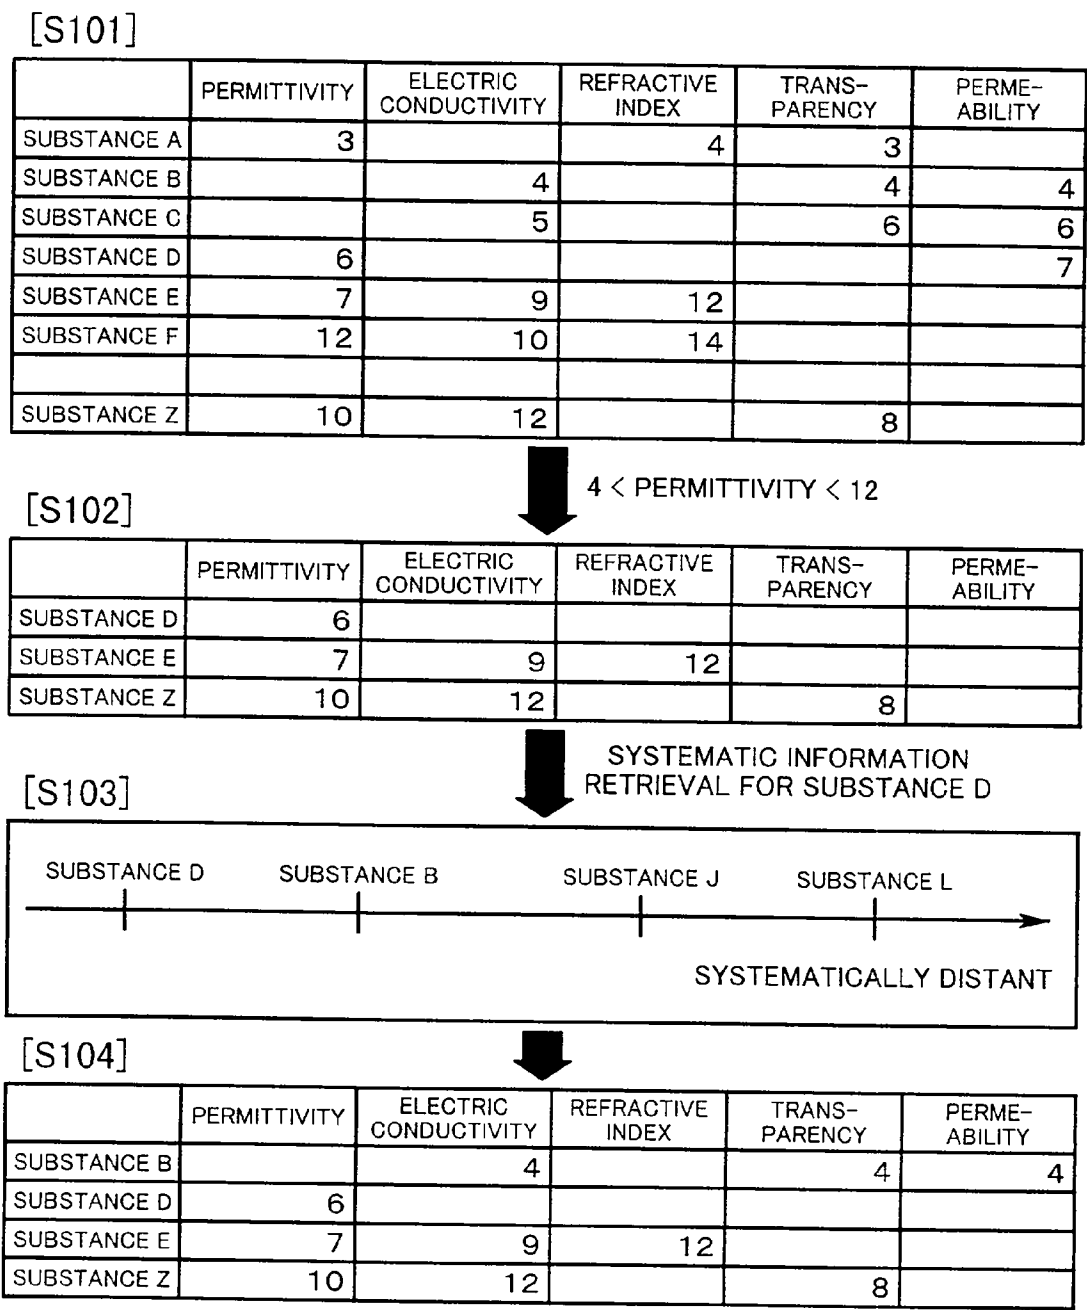 [S101]
PERMITTIVITY ELECTRIC CONDUCTIVITY REFRACTIVE INDEX TRANS- PARENCY PERME- ABILITY
SUBSTANCE A 3 4 3
SUBSTANCE B 4 4 4
SUBSTANCE C 5 6 6
SUBSTANCE D 6 7
SUBSTANCE E 7 9 12
SUBSTANCE F 12 10 14
SUBSTANCE Z 10 12 8
4 < PERMITTIVITY < 12
[S102]
PERMITTIVITY ELECTRIC CONDUCTIVITY REFRACTIVE INDEX TRANS- PARENCY PERME- ABILITY
SUBSTANCE D 6
SUBSTANCE E 7 9 12
SUBSTANCE Z 10 12 8
SYSTEMATIC INFORMATION
RETRIEVAL FOR SUBSTANCE D
[S103]
SUBSTANCE D SUBSTANCE B SUBSTANCE J SUBSTANCE L
SYSTEMATICALLY DISTANT
[S104]
PERMITTIVITY ELECTRIC CONDUCTIVITY REFRACTIVE INDEX TRANS- PARENCY PERME- ABILITY
SUBSTANCE B 4 4 4
SUBSTANCE D 6
SUBSTANCE E 7 9 12
SUBSTANCE Z 10 12 8